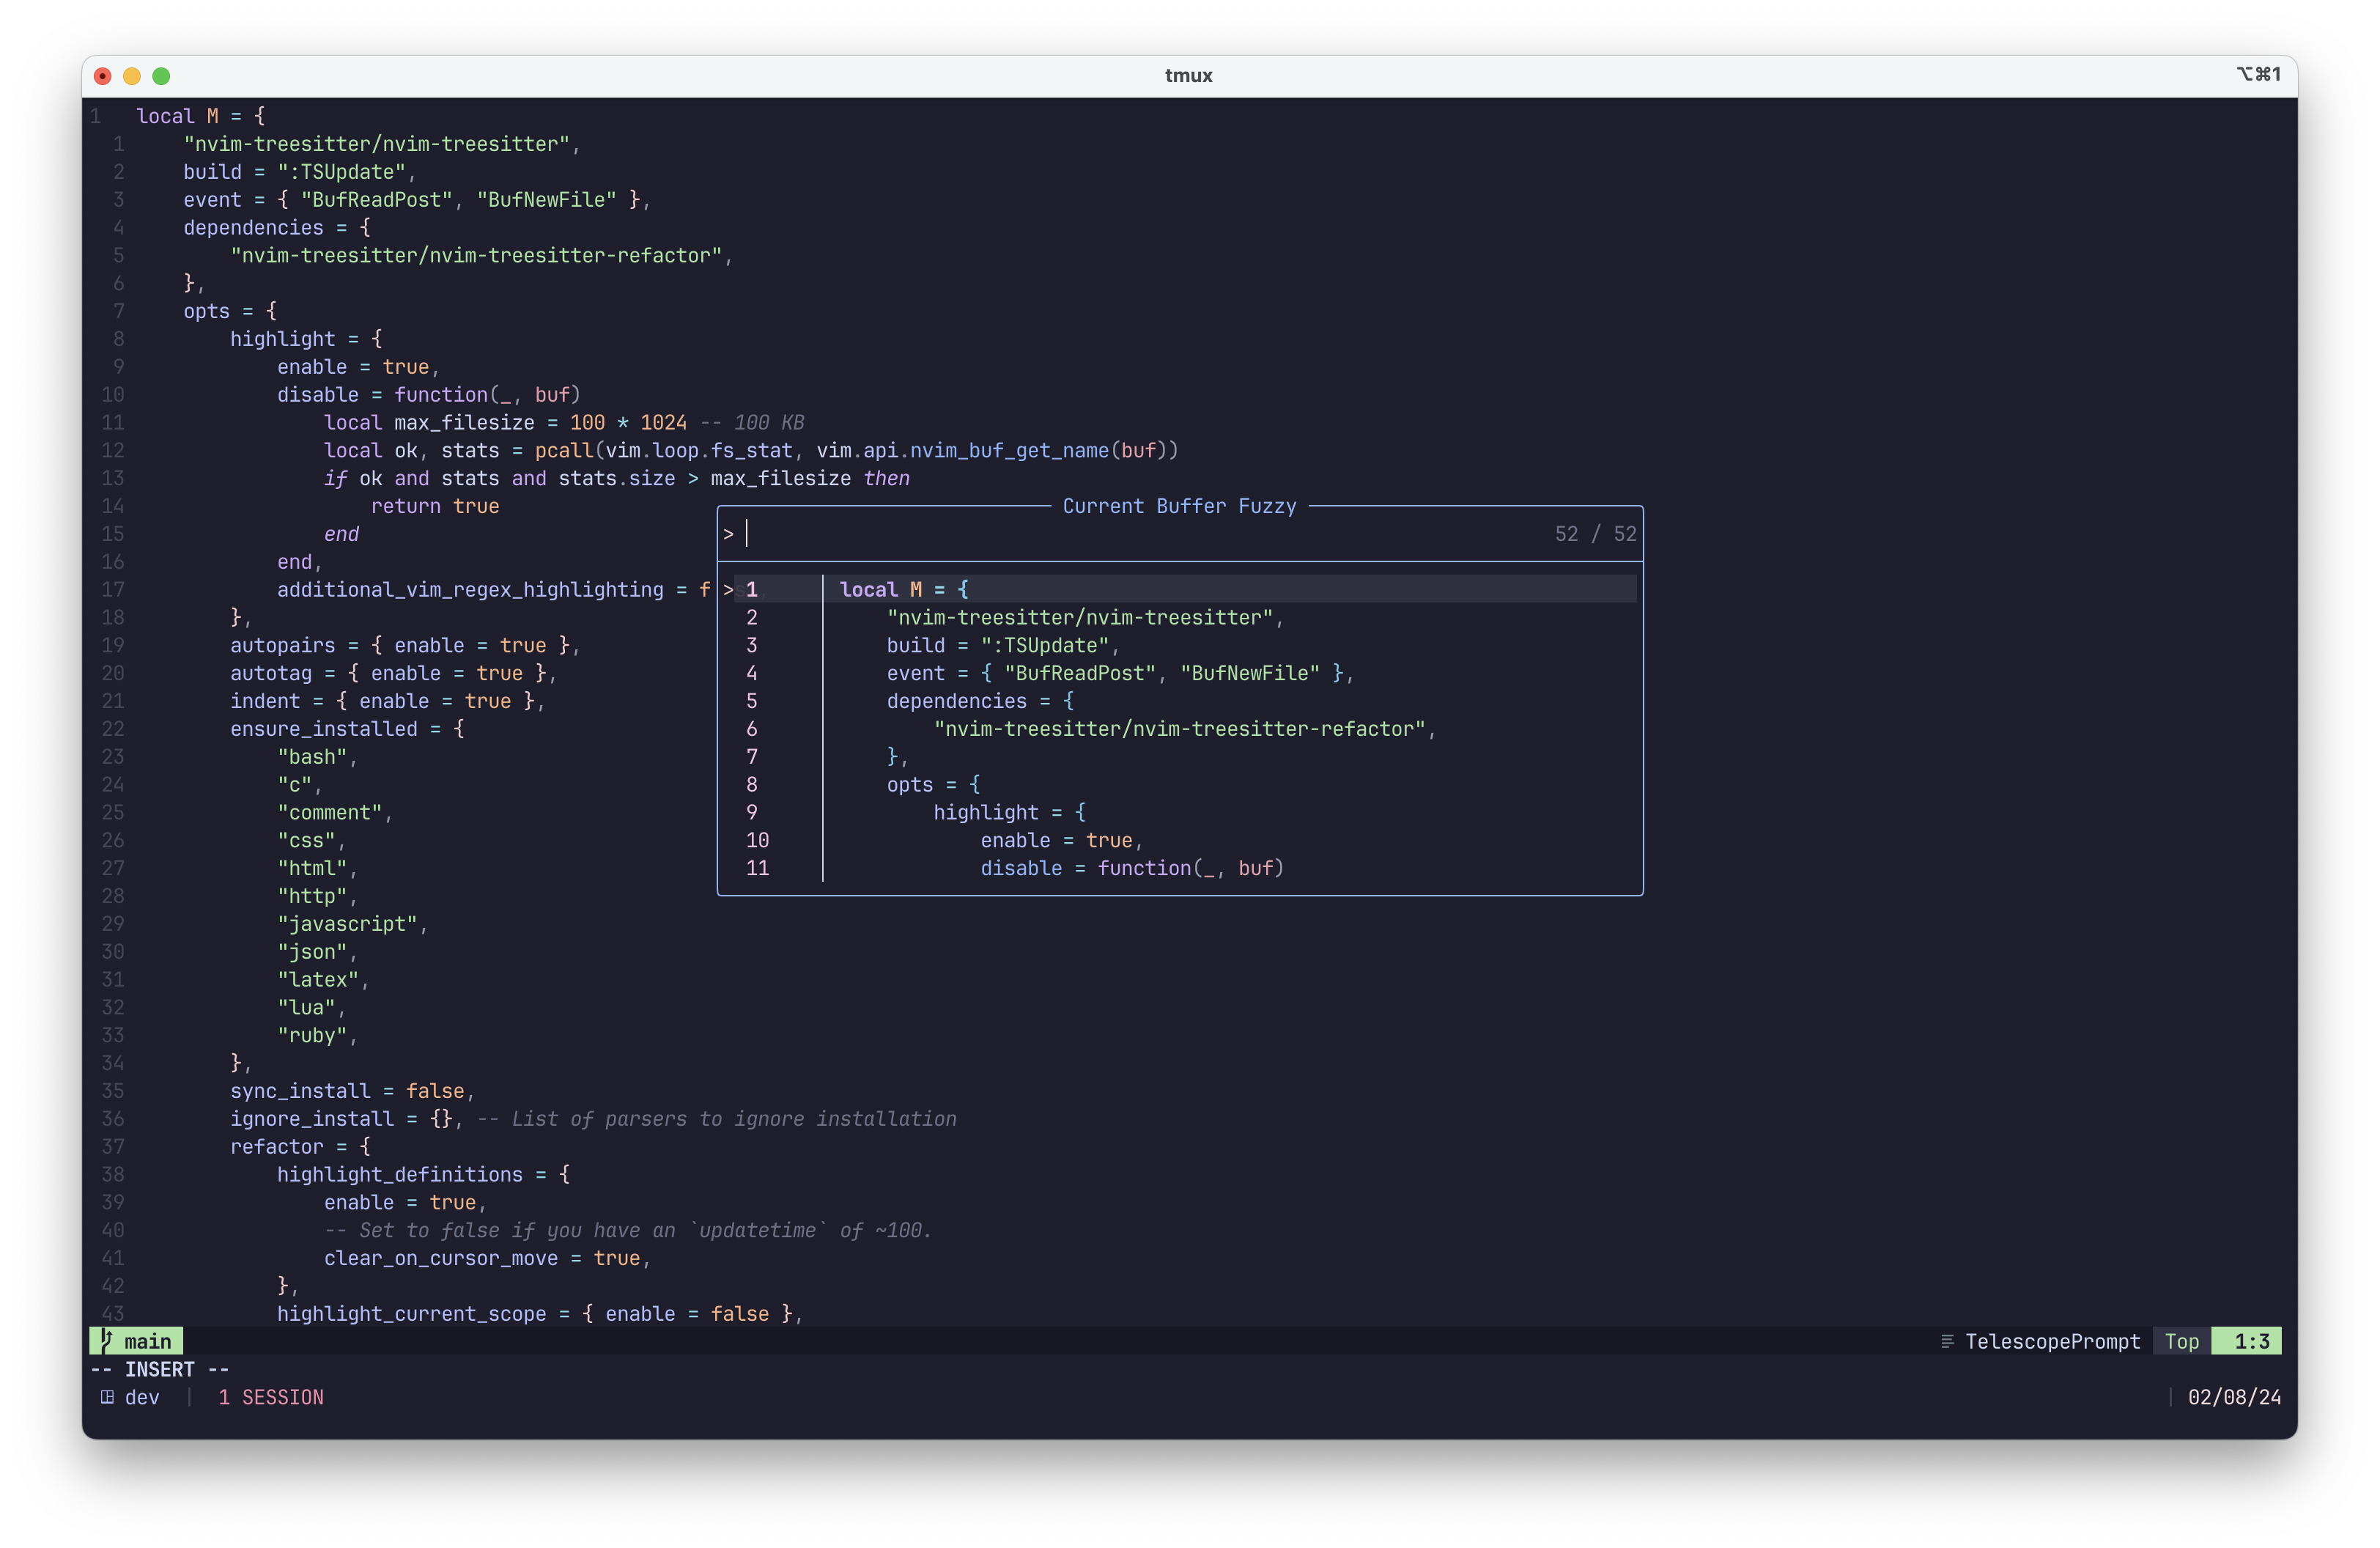 tmux
⌥⌘1
1 local M = {
1 "nvim-treesitter/nvim-treesitter",
2 build = ":TSUpdate",
3 event = { "BufReadPost", "BufNewFile" },
4 dependencies = {
5 "nvim-treesitter/nvim-treesitter-refactor",
6 },
7 opts = {
8 highlight = {
9 enable = true,
10 disable = function(_, buf)
11 local max_filesize = 100 * 1024 -- 100 KB
12 local ok, stats = pcall(vim.loop.fs_stat, vim.api.nvim_buf_get_name(buf))
13 if ok and stats and stats.size > max_filesize then
14 return true
15 end
16 end,
17 additional_vim_regex_highlighting = f
18 },
19 autopairs = { enable = true },
20 autotag = { enable = true },
21 indent = { enable = true },
22 ensure_installed = {
23 "bash",
24 "c",
25 "comment",
26 "css",
27 "html",
28 "http",
29 "javascript",
30 "json",
31 "latex",
32 "lua",
33 "ruby",
34 },
35 sync_install = false,
36 ignore_install = {}, -- List of parsers to ignore installation
37 refactor = {
38 highlight_definitions = {
39 enable = true,
40 -- Set to false if you have an `updatetime` of ~100.
41 clear_on_cursor_move = true,
42 },
43 highlight_current_scope = { enable = false },
Current Buffer Fuzzy
> 52 / 52
> 1 local M = {
2 "nvim-treesitter/nvim-treesitter",
3 build = ":TSUpdate",
4 event = { "BufReadPost", "BufNewFile" },
5 dependencies = {
6 "nvim-treesitter/nvim-treesitter-refactor",
7 },
8 opts = {
9 highlight = {
10 enable = true,
11 disable = function(_, buf)
main TelescopePrompt Top 1:3
-- INSERT --
dev | 1 SESSION | 02/08/24